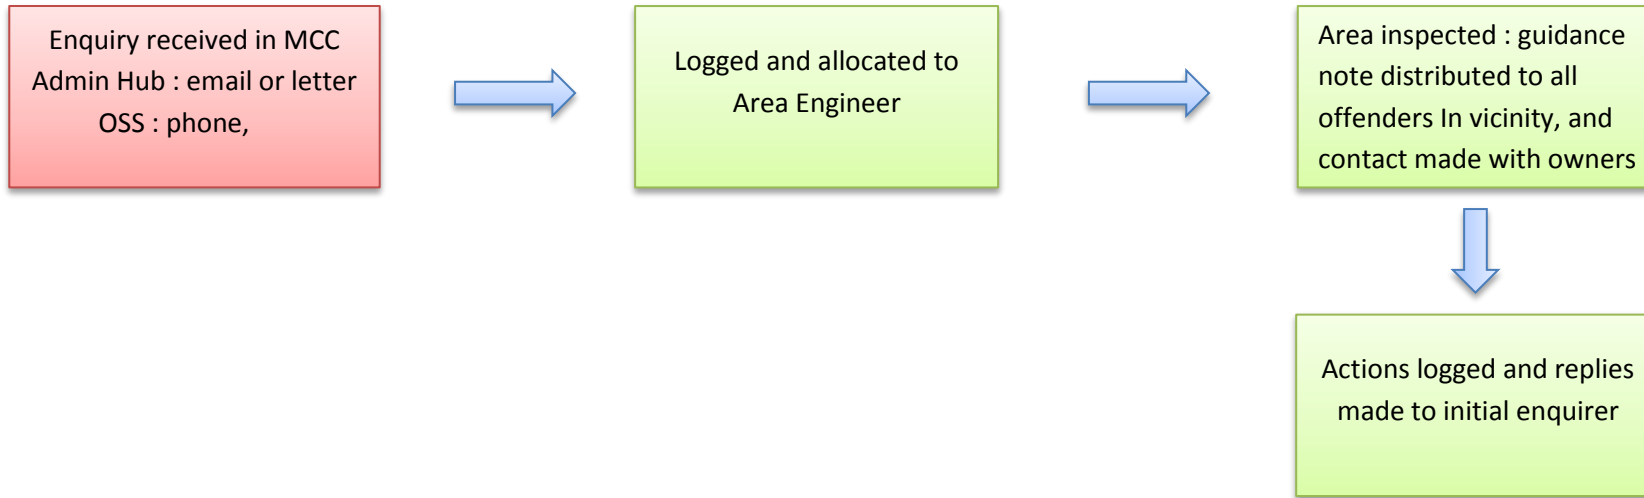 Enquiry received in MCC
Admin Hub : email or letter
OSS : phone,
Logged and allocated to
Area Engineer
Area inspected : guidance
note distributed to all
offenders In vicinity, and
contact made with owners
Actions logged and replies
made to initial enquirer